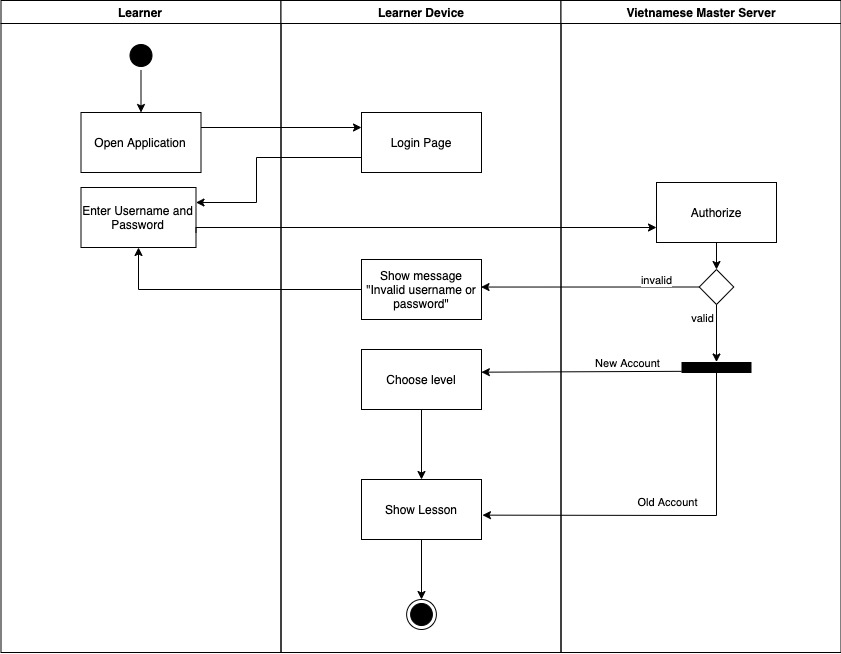 Learner
Learner Device
Vietnamese Master Server
Open Application
Login Page
Enter Username and
Password
Authorize
Show message
"Invalid username or
password"
invalid
valid
New Account
Choose level
Old Account
Show Lesson